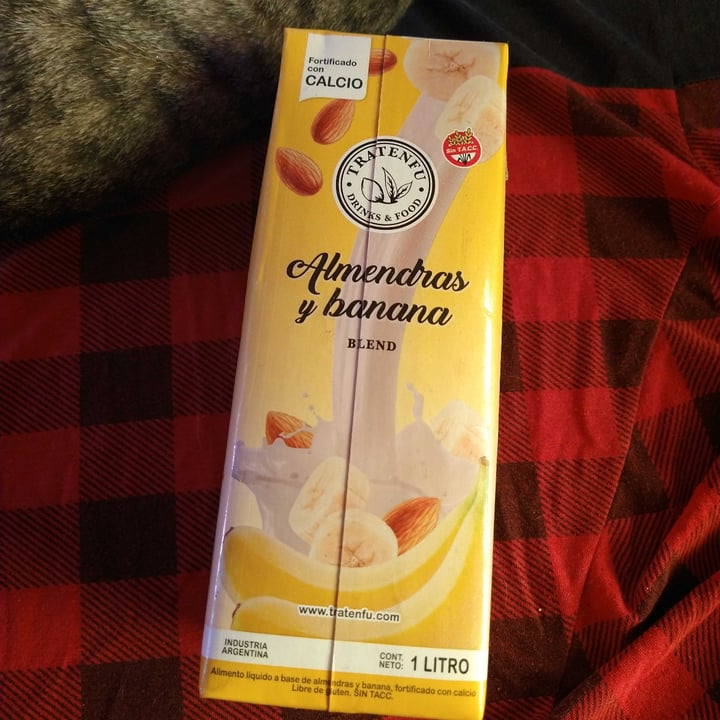 Fortificado
con
CALCIO
Sin T.A.C.C.
TRATENFU
DRINKS & FOOD
Almendras
y banana
BLEND
www.tratenfu.com
INDUSTRIA
ARGENTINA
CONT.
NETO: 1 LITRO
Alimento líquido a base de almendras y banana, fortificado con calcio
Libre de gluten. SIN TACC.